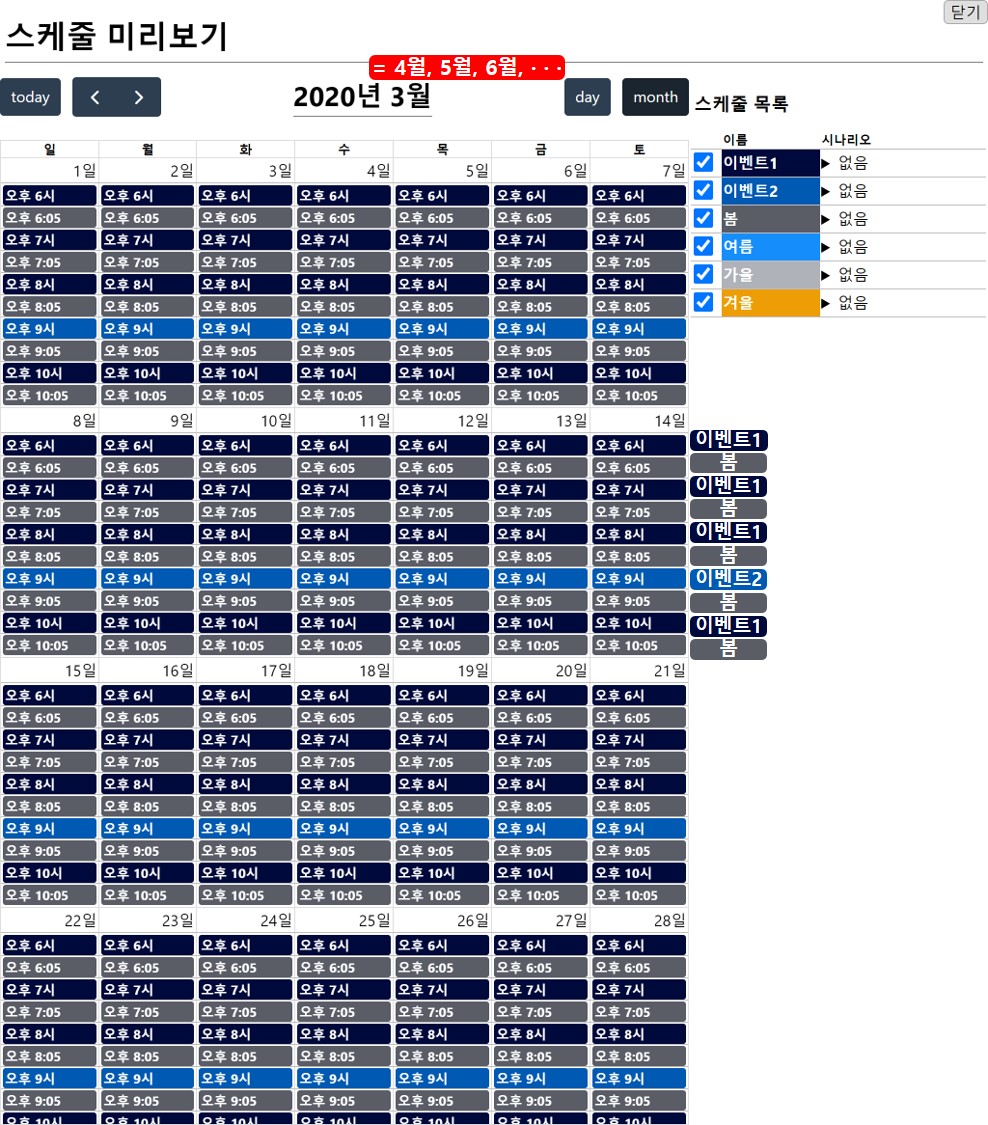 닫기
스케줄 미리보기
= 4월, 5월, 6월, · · ·
today < > 2020년 3월 day month
스케줄 목록
이름 시나리오
이벤트1 ▶ 없음
이벤트2 ▶ 없음
봄 ▶ 없음
여름 ▶ 없음
가을 ▶ 없음
겨울 ▶ 없음
일 월 화 수 목 금 토
1일 2일 3일 4일 5일 6일 7일
오후 6시 오후 6시 오후 6시 오후 6시 오후 6시 오후 6시 오후 6시
오후 6:05 오후 6:05 오후 6:05 오후 6:05 오후 6:05 오후 6:05 오후 6:05
오후 7시 오후 7시 오후 7시 오후 7시 오후 7시 오후 7시 오후 7시
오후 7:05 오후 7:05 오후 7:05 오후 7:05 오후 7:05 오후 7:05 오후 7:05
오후 8시 오후 8시 오후 8시 오후 8시 오후 8시 오후 8시 오후 8시
오후 8:05 오후 8:05 오후 8:05 오후 8:05 오후 8:05 오후 8:05 오후 8:05
오후 9시 오후 9시 오후 9시 오후 9시 오후 9시 오후 9시 오후 9시
오후 9:05 오후 9:05 오후 9:05 오후 9:05 오후 9:05 오후 9:05 오후 9:05
오후 10시 오후 10시 오후 10시 오후 10시 오후 10시 오후 10시 오후 10시
오후 10:05 오후 10:05 오후 10:05 오후 10:05 오후 10:05 오후 10:05 오후 10:05
8일 9일 10일 11일 12일 13일 14일
오후 6시 오후 6시 오후 6시 오후 6시 오후 6시 오후 6시 오후 6시 이벤트1
오후 6:05 오후 6:05 오후 6:05 오후 6:05 오후 6:05 오후 6:05 오후 6:05 봄
오후 7시 오후 7시 오후 7시 오후 7시 오후 7시 오후 7시 오후 7시 이벤트1
오후 7:05 오후 7:05 오후 7:05 오후 7:05 오후 7:05 오후 7:05 오후 7:05 봄
오후 8시 오후 8시 오후 8시 오후 8시 오후 8시 오후 8시 오후 8시 이벤트1
오후 8:05 오후 8:05 오후 8:05 오후 8:05 오후 8:05 오후 8:05 오후 8:05 봄
오후 9시 오후 9시 오후 9시 오후 9시 오후 9시 오후 9시 오후 9시 이벤트2
오후 9:05 오후 9:05 오후 9:05 오후 9:05 오후 9:05 오후 9:05 오후 9:05 봄
오후 10시 오후 10시 오후 10시 오후 10시 오후 10시 오후 10시 오후 10시 이벤트1
오후 10:05 오후 10:05 오후 10:05 오후 10:05 오후 10:05 오후 10:05 오후 10:05 봄
15일 16일 17일 18일 19일 20일 21일
오후 6시 오후 6시 오후 6시 오후 6시 오후 6시 오후 6시 오후 6시
오후 6:05 오후 6:05 오후 6:05 오후 6:05 오후 6:05 오후 6:05 오후 6:05
오후 7시 오후 7시 오후 7시 오후 7시 오후 7시 오후 7시 오후 7시
오후 7:05 오후 7:05 오후 7:05 오후 7:05 오후 7:05 오후 7:05 오후 7:05
오후 8시 오후 8시 오후 8시 오후 8시 오후 8시 오후 8시 오후 8시
오후 8:05 오후 8:05 오후 8:05 오후 8:05 오후 8:05 오후 8:05 오후 8:05
오후 9시 오후 9시 오후 9시 오후 9시 오후 9시 오후 9시 오후 9시
오후 9:05 오후 9:05 오후 9:05 오후 9:05 오후 9:05 오후 9:05 오후 9:05
오후 10시 오후 10시 오후 10시 오후 10시 오후 10시 오후 10시 오후 10시
오후 10:05 오후 10:05 오후 10:05 오후 10:05 오후 10:05 오후 10:05 오후 10:05
22일 23일 24일 25일 26일 27일 28일
오후 6시 오후 6시 오후 6시 오후 6시 오후 6시 오후 6시 오후 6시
오후 6:05 오후 6:05 오후 6:05 오후 6:05 오후 6:05 오후 6:05 오후 6:05
오후 7시 오후 7시 오후 7시 오후 7시 오후 7시 오후 7시 오후 7시
오후 7:05 오후 7:05 오후 7:05 오후 7:05 오후 7:05 오후 7:05 오후 7:05
오후 8시 오후 8시 오후 8시 오후 8시 오후 8시 오후 8시 오후 8시
오후 8:05 오후 8:05 오후 8:05 오후 8:05 오후 8:05 오후 8:05 오후 8:05
오후 9시 오후 9시 오후 9시 오후 9시 오후 9시 오후 9시 오후 9시
오후 9:05 오후 9:05 오후 9:05 오후 9:05 오후 9:05 오후 9:05 오후 9:05
오후 10시 오후 10시 오후 10시 오후 10시 오후 10시 오후 10시 오후 10시